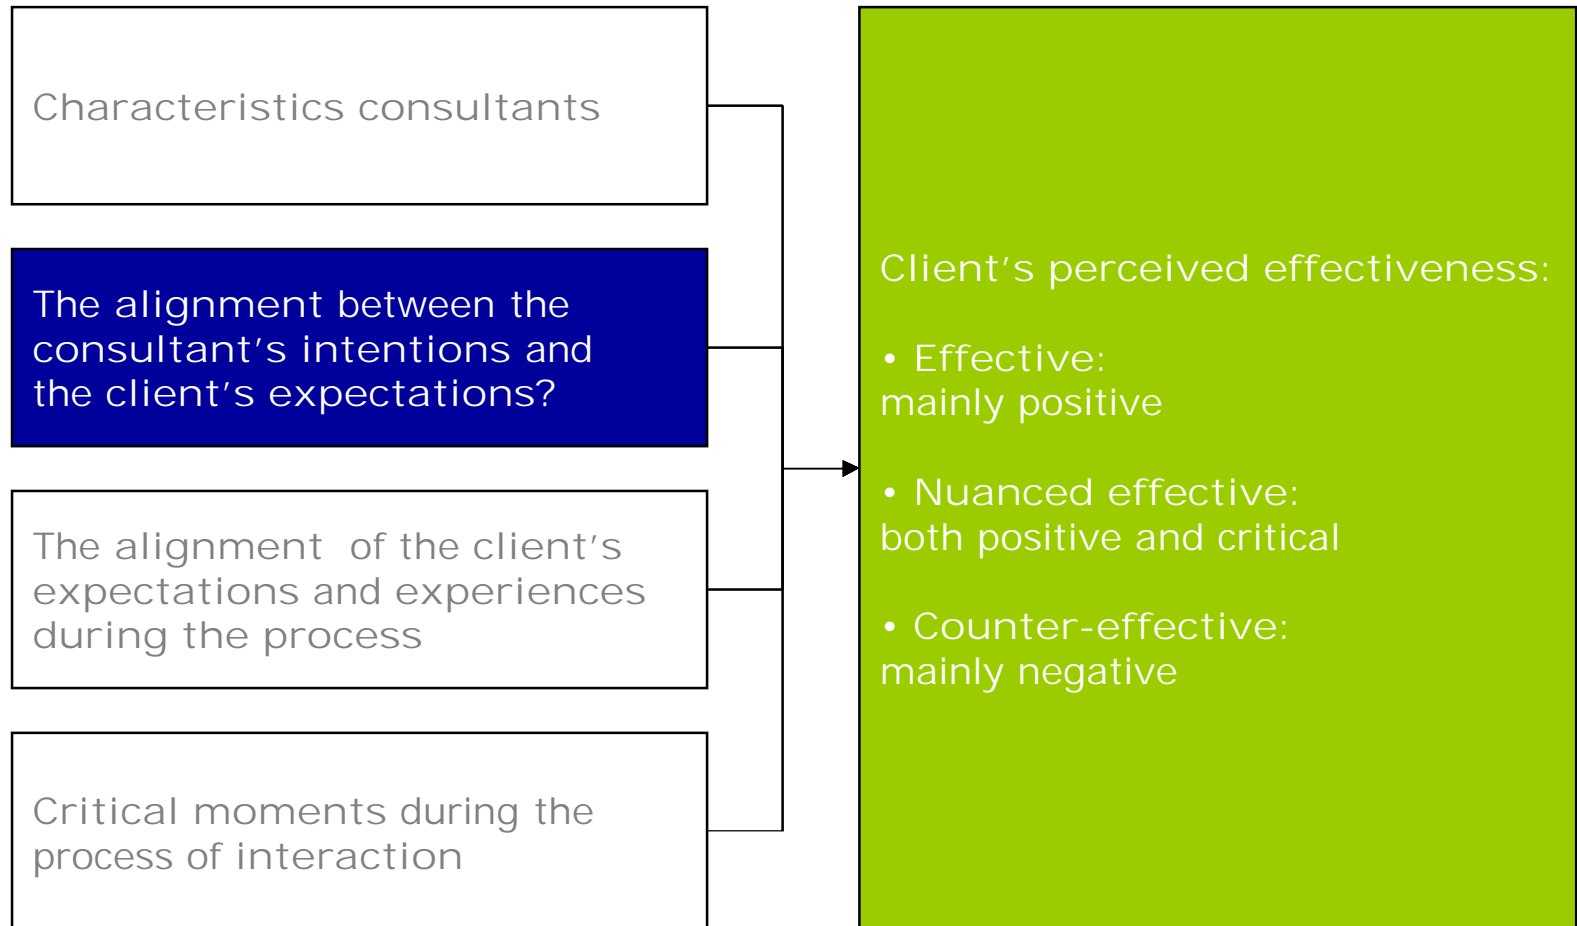 Characteristics consultants
The alignment between the
consultant's intentions and
the client's expectations?
The alignment  of the client's
expectations and experiences
during the process
Critical moments during the
process of interaction
Client's perceived effectiveness:
• Effective:
mainly positive
• Nuanced effective:
both positive and critical
• Counter-effective:
mainly negative